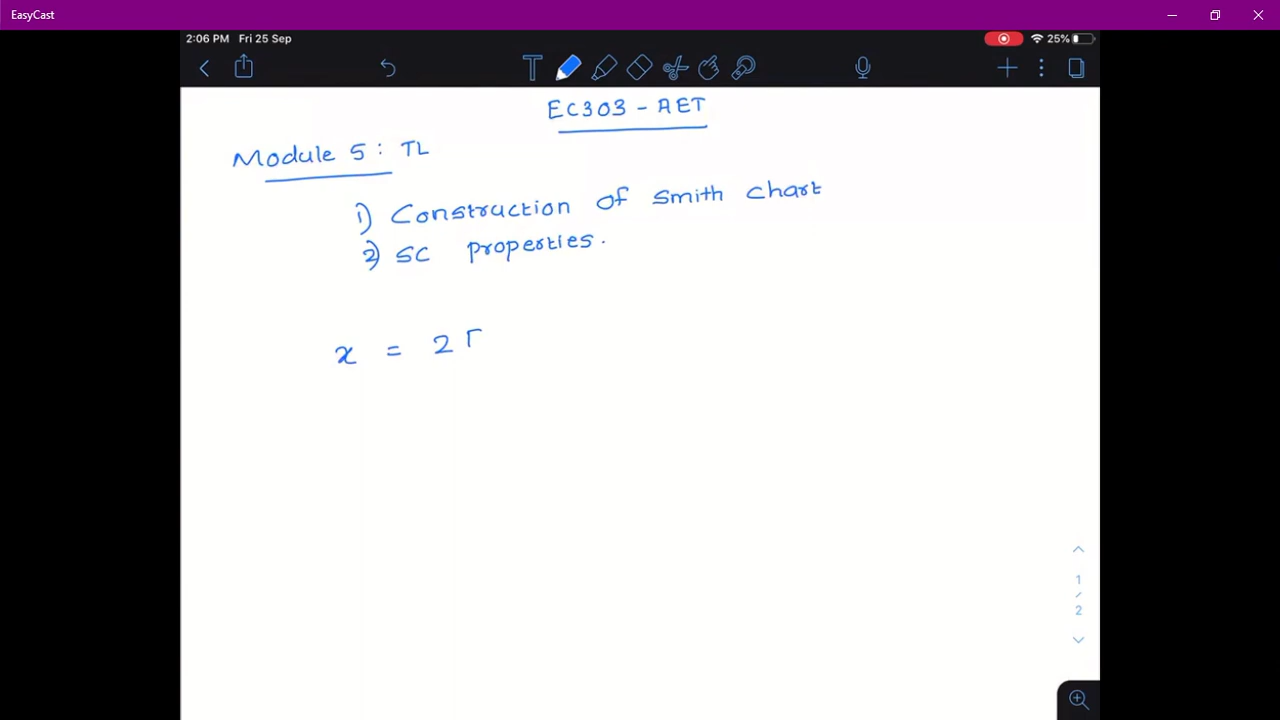 EasyCast
2:06 PM Fri 25 Sep
25%
T
EC303 - AET
Module 5: TL
1) Construction of smith chart
2) SC properties.
x = 2 Γ
1
/
2